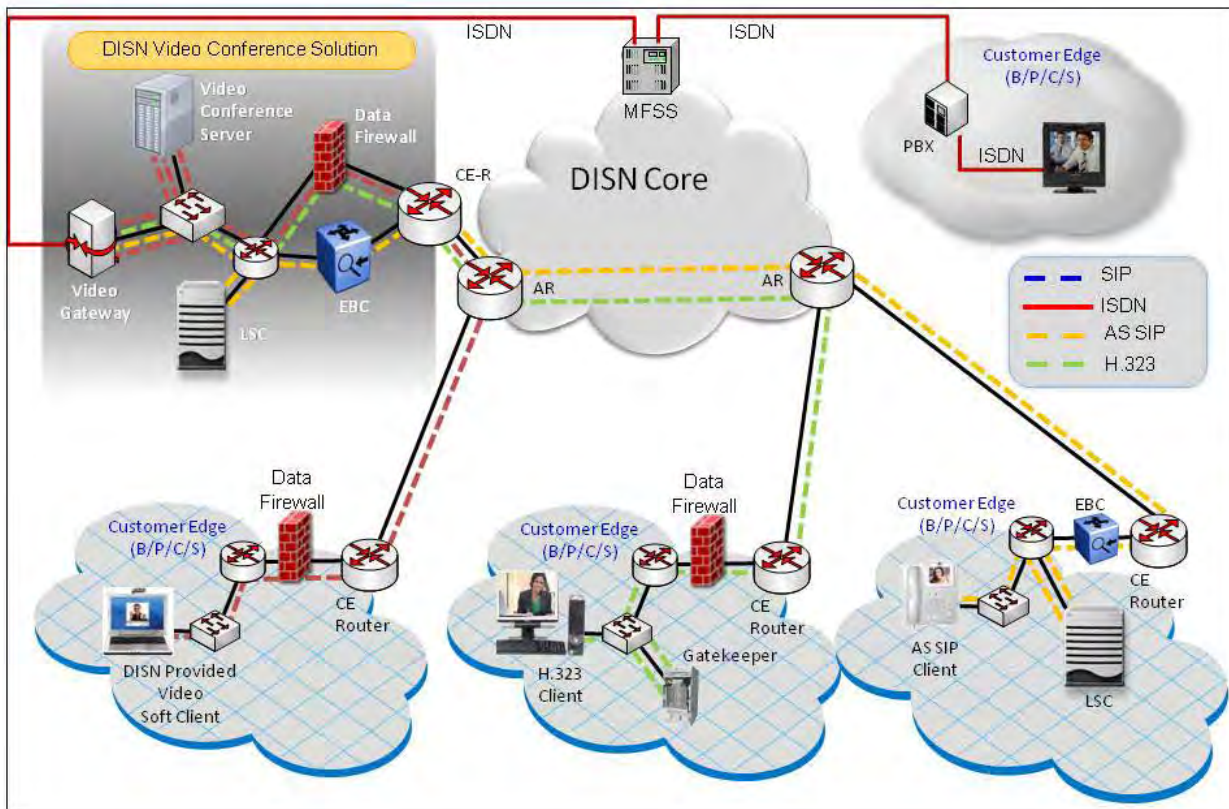 ISDN
ISDN
DISN Video Conference Solution
Video
Conference
Server
Data
Firewall
CE-R
Video
Gateway
LSC
EBC
MFSS
DISN Core
AR
AR
Customer Edge
(B/P/C/S)
PBX
ISDN
SIP
ISDN
AS SIP
H.323
Data
Firewall
Customer Edge
(B/P/C/S)
CE
Router
DISN Provided
Video
Soft Client
Data
Firewall
Customer Edge
(B/P/C/S)
CE
Router
H.323
Client
Gatekeeper
Customer Edge
(B/P/C/S)
EBC
CE
Router
AS SIP
Client
LSC